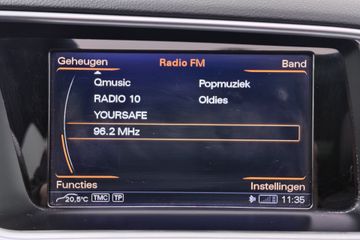 Geheugen Radio FM Band
Qmusic Popmuziek
RADIO 10 Oldies
YOURSAFE
96.2 MHz
Functies Instellingen
20,5°C TMC TP 11:35